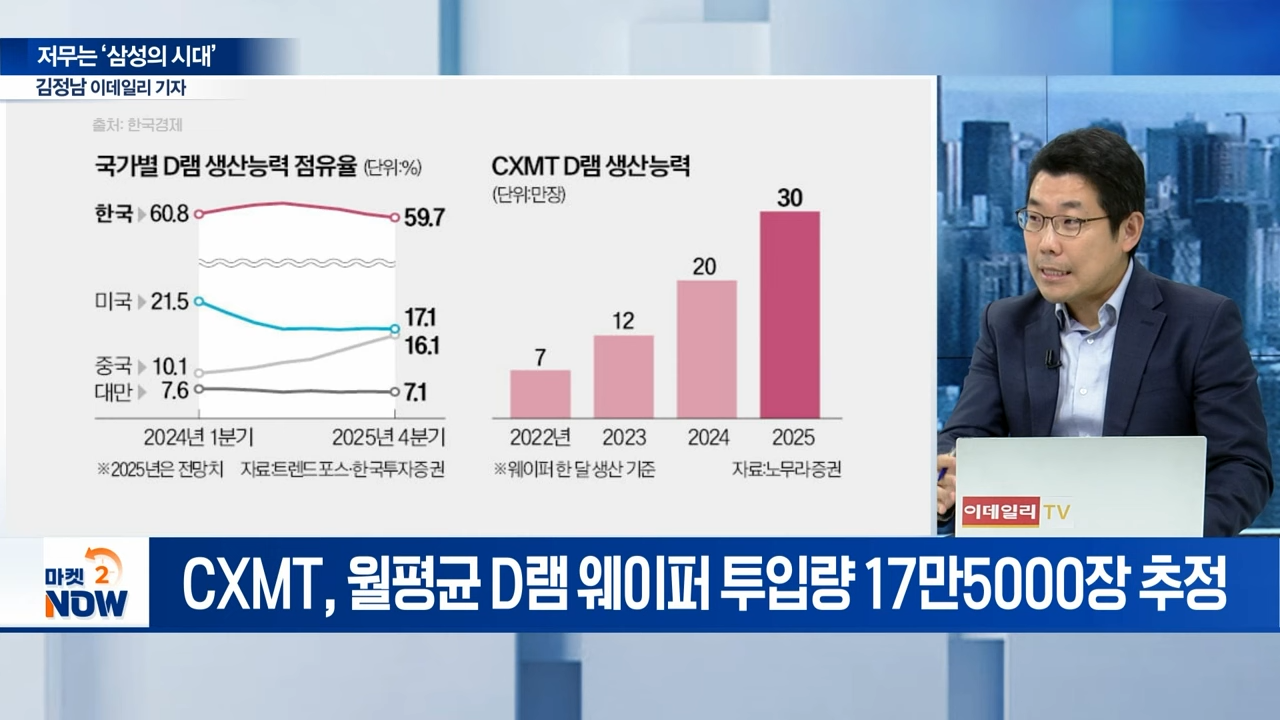 저무는 ‘삼성의 시대’
김정남 이데일리 기자
출처: 한국경제
국가별 D램 생산능력 점유율 (단위:%)
한국 ▶ 60.8
59.7
미국 ▶ 21.5
17.1
16.1
중국 ▶ 10.1
대만 ▶ 7.6
7.1
2024년 1분기 2025년 4분기
※2025년은 전망치 자료:트렌드포스·한국투자증권
CXMT D램 생산능력
(단위:만장)
7
12
20
30
2022년 2023 2024 2025
※웨이퍼 한 달 생산 기준 자료:노무라증권
이데일리 TV
마켓 2
NOW
CXMT, 월평균 D램 웨이퍼 투입량 17만5000장 추정